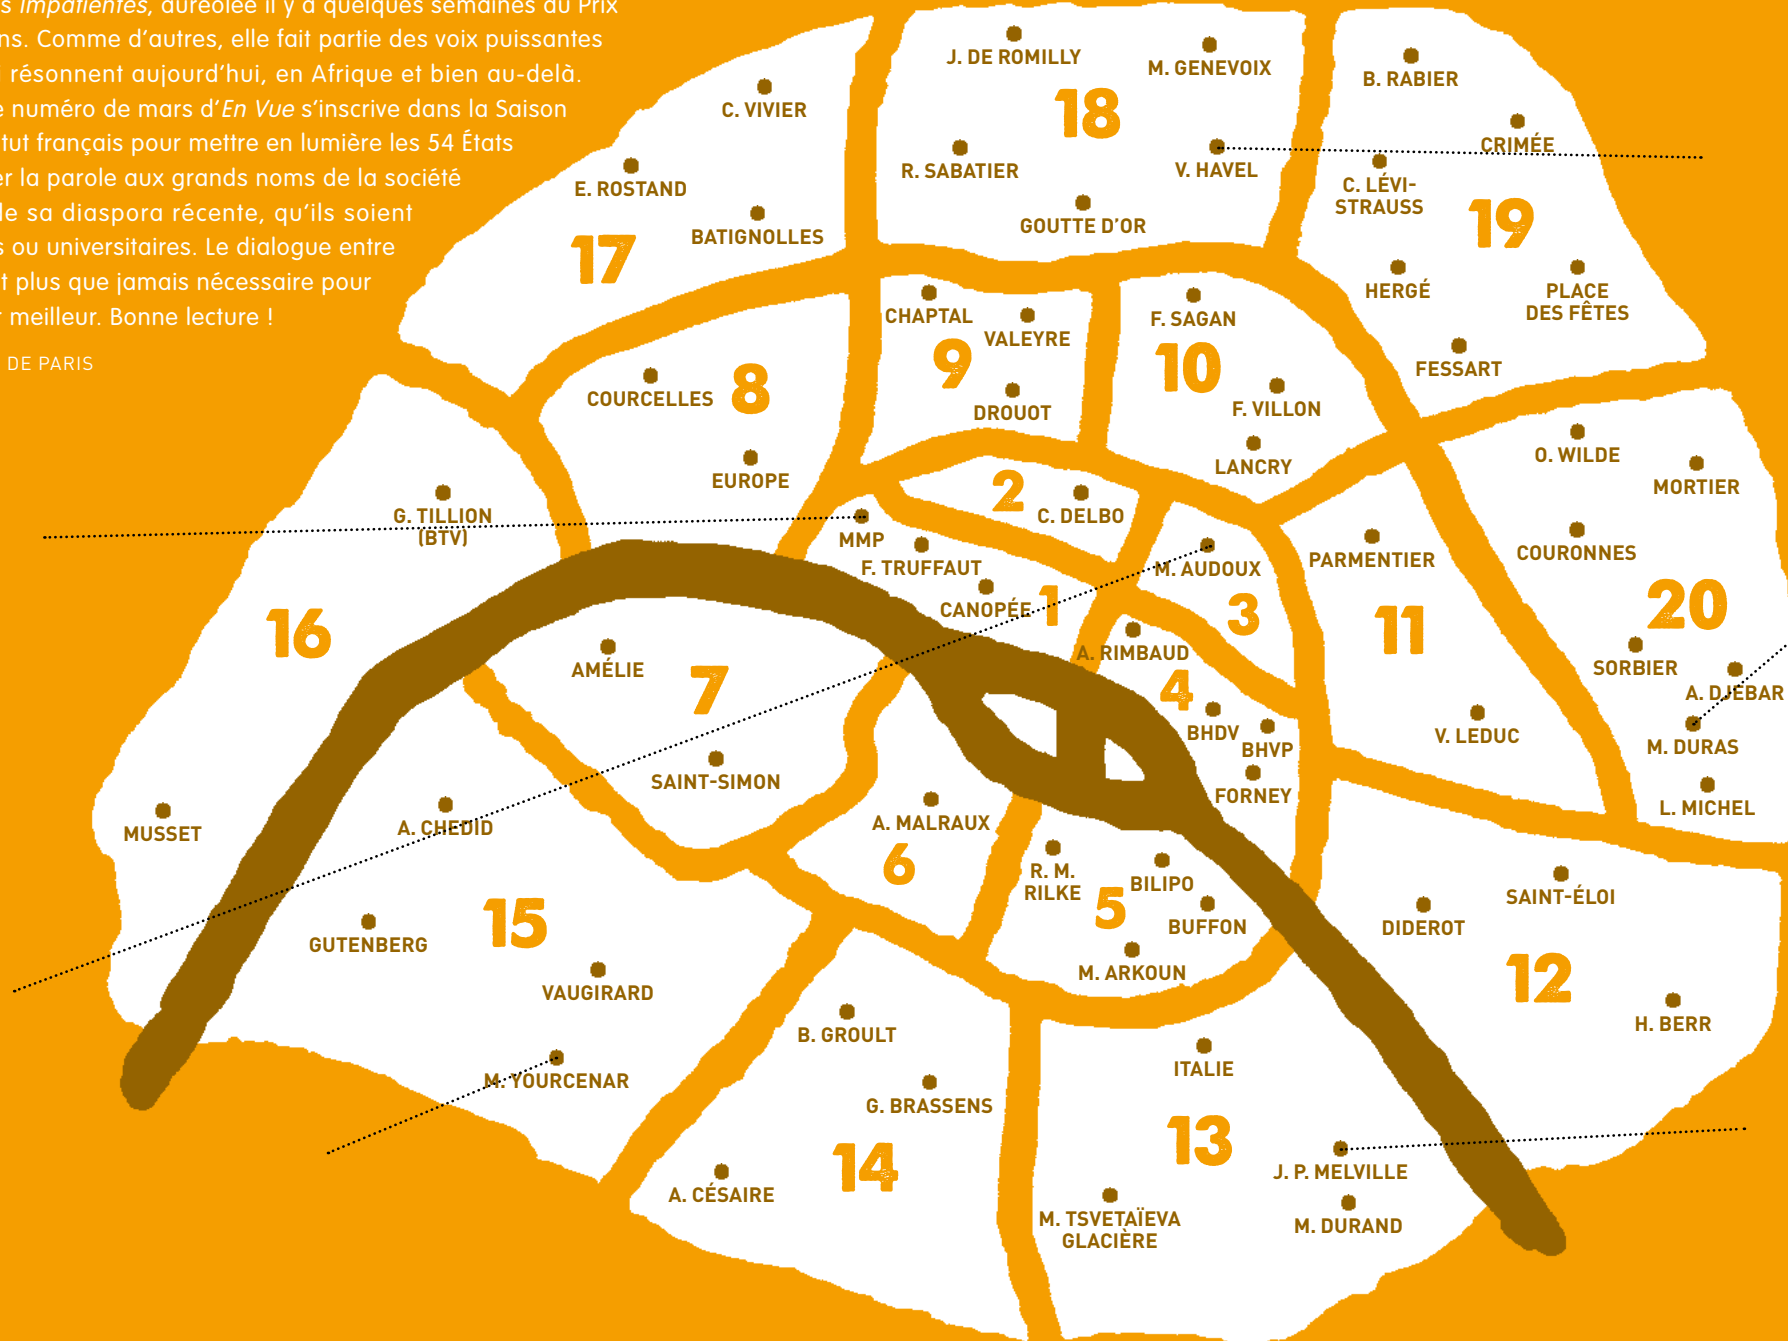 Impatientes, auréolée il y a quelques semaines du Prix
Comme d'autres, elle fait partie des voix puissantes
résonnent aujourd'hui, en Afrique et bien au-delà.
numéro de mars d'En Vue s'inscrive dans la Saison
français pour mettre en lumière les 54 États
la parole aux grands noms de la société
de sa diaspora récente, qu'ils soient
ou universitaires. Le dialogue entre
plus que jamais nécessaire pour
meilleur. Bonne lecture !
DE PARIS
J. DE ROMILLY
M. GENEVOIX
18
R. SABATIER
V. HAVEL
GOUTTE D'OR
B. RABIER
CRIMÉE
C. LÉVI-
STRAUSS
19
HERGÉ
PLACE
DES FÊTES
FESSART
C. VIVIER
E. ROSTAND
BATIGNOLLES
17
CHAPTAL
VALEYRE
9
DROUOT
F. SAGAN
10
F. VILLON
LANCRY
COURCELLES
8
EUROPE
2
C. DELBO
O. WILDE
MORTIER
COURONNES
20
SORBIER
A. DJEBAR
M. DURAS
L. MICHEL
G. TILLION
(BTV)
16
MUSSET
MMP
F. TRUFFAUT
CANOPÉE
1
M. AUDOUX
3
PARMENTIER
11
V. LEDUC
A. RIMBAUD
4
BHDV
BHVP
FORNEY
AMÉLIE
7
SAINT-SIMON
A. MALRAUX
6
R. M.
RILKE
BILIPO
5
BUFFON
M. ARKOUN
A. CHEDID
GUTENBERG
15
VAUGIRARD
M. YOURCENAR
SAINT-ÉLOI
DIDEROT
12
H. BERR
B. GROULT
G. BRASSENS
14
A. CÉSAIRE
ITALIE
13
J. P. MELVILLE
M. TSVETAÏEVA
GLACIÈRE
M. DURAND